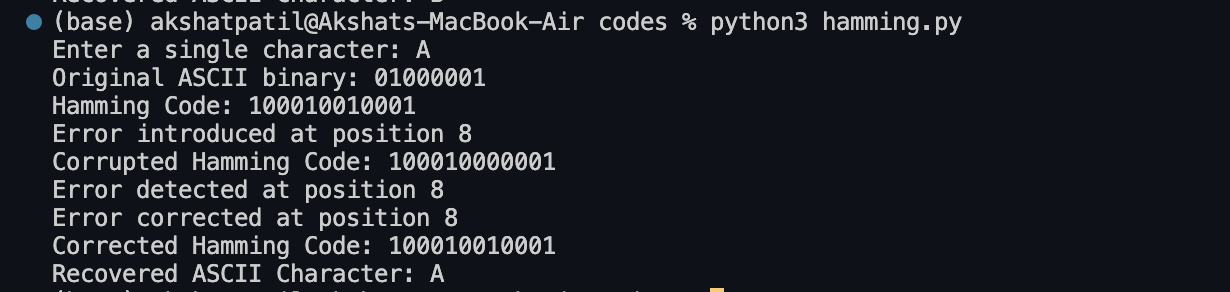 (base) akshatpatil@Akshats-MacBook-Air codes % python3 hamming.py
Enter a single character: A
Original ASCII binary: 01000001
Hamming Code: 100010010001
Error introduced at position 8
Corrupted Hamming Code: 100010000001
Error detected at position 8
Error corrected at position 8
Corrected Hamming Code: 100010010001
Recovered ASCII Character: A